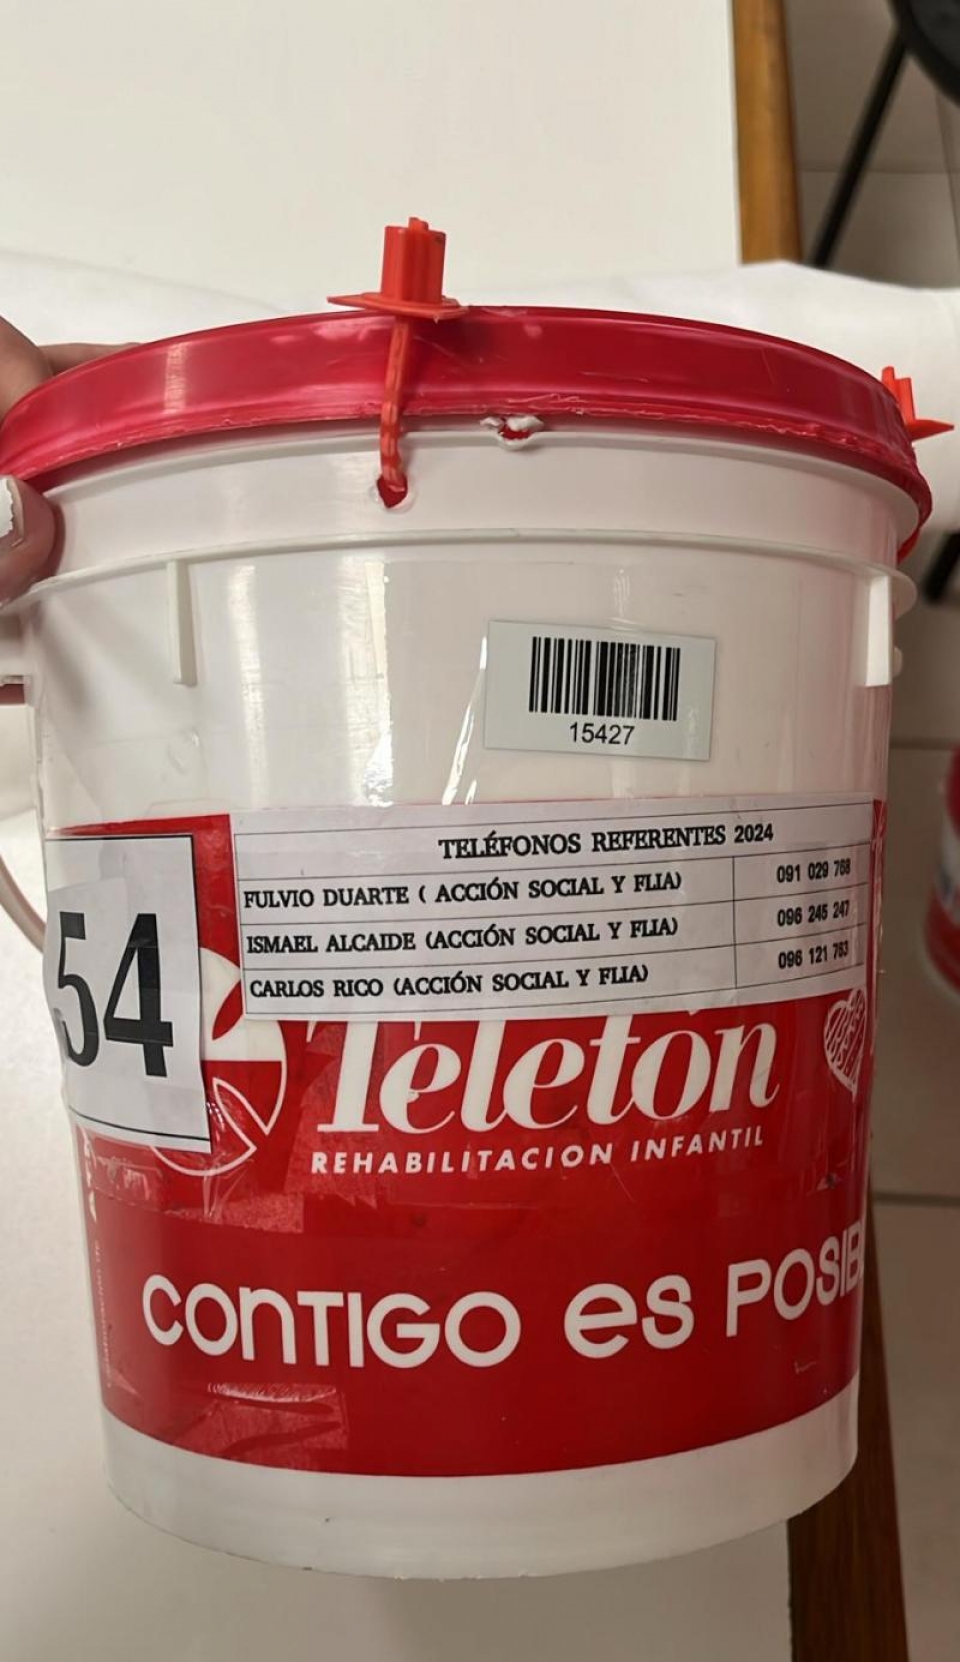 15427
TELÉFONOS REFERENTES 2024
FULVIO DUARTE ( ACCIÓN SOCIAL Y FLIA) 091 029 768
ISMAEL ALCAIDE (ACCIÓN SOCIAL Y FLIA) 096 245 247
CARLOS RICO (ACCIÓN SOCIAL Y FLIA) 096 121 763
54
Teletón
REHABILITACION INFANTIL
CONTIGO es POSIB